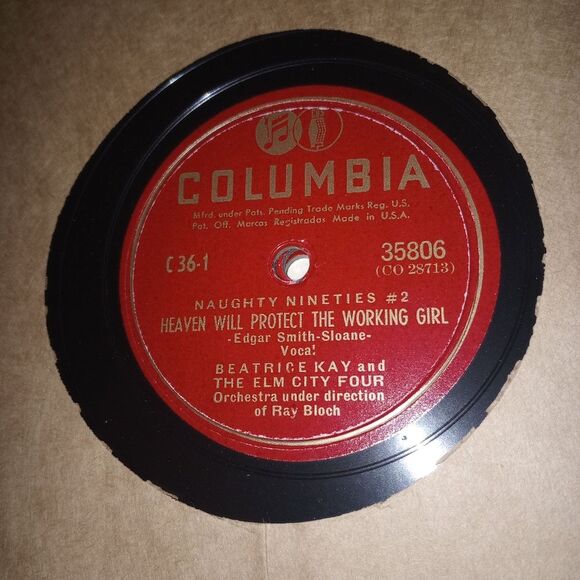 COLUMBIA
Mfrd. under Pats. Pending Trade Marks Reg. U.S.
Pat. Off. Marcas Registradas Made in U.S.A.
C 36-1 35806
(CO 28713)
NAUGHTY NINETIES #2
HEAVEN WILL PROTECT THE WORKING GIRL
-Edgar Smith-Sloane-
Vocal
BEATRICE KAY and
THE ELM CITY FOUR
Orchestra under direction
of Ray Bloch